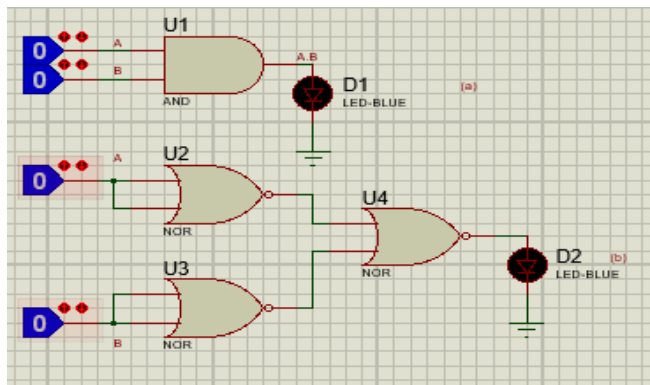 U1
0
A
A.B
0
B
D1
(a)
AND
LED-BLUE
A
U2
0
U4
NOR
D2
(b)
U3
NOR
LED-BLUE
0
B
NOR